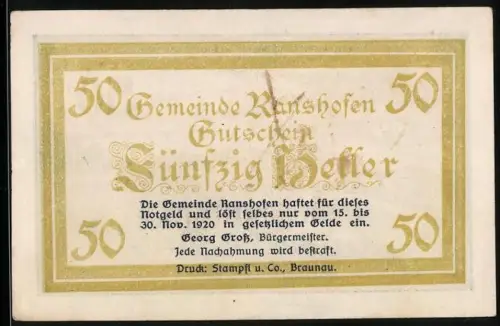 50 Gemeinde Ranshofen 50
Gutschein
Fünfzig Heller
Die Gemeinde Ranshofen haftet für dieses
Notgeld und löst selbes nur vom 15. bis
30. Nov. 1920 in gesetzlichem Gelde ein.
Georg Groß, Bürgermeister.
50 Jede Nachahmung wird bestraft. 50
Druck: Stampfl u. Co., Braunau.